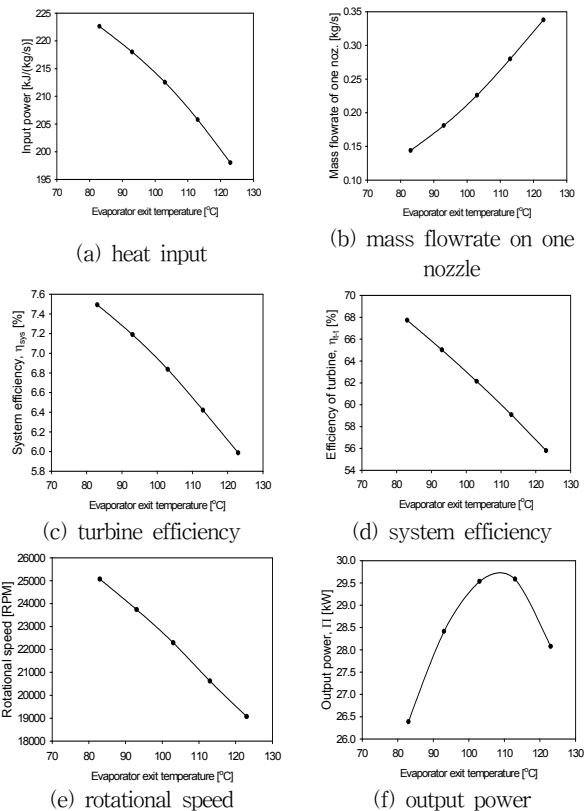 225
220
215
210
205
200
195
Input power [kJ/(kg/s)]
70 80 90 100 110 120 130
Evaporator exit temperature [°C]
(a) heat input
0.35
0.30
0.25
0.20
0.15
0.10
Mass flowrate of one noz. [kg/s]
70 80 90 100 110 120 130
Evaporator exit temperature [°C]
(b) mass flowrate on one
nozzle
7.6
7.4
7.2
7.0
6.8
6.6
6.4
6.2
6.0
5.8
System efficiency, ηsys [%]
70 80 90 100 110 120 130
Evaporator exit temperature [°C]
(c) turbine efficiency
70
68
66
64
62
60
58
56
54
Efficiency of turbine, ηt-t [%]
70 80 90 100 110 120 130
Evaporator exit temperature [°C]
(d) system efficiency
26000
25000
24000
23000
22000
21000
20000
19000
18000
Rotational speed [RPM]
70 80 90 100 110 120 130
Evaporator exit temperature [°C]
(e) rotational speed
30.0
29.5
29.0
28.5
28.0
27.5
27.0
26.5
26.0
Output power, Π [kW]
70 80 90 100 110 120 130
Evaporator exit temperature [°C]
(f) output power